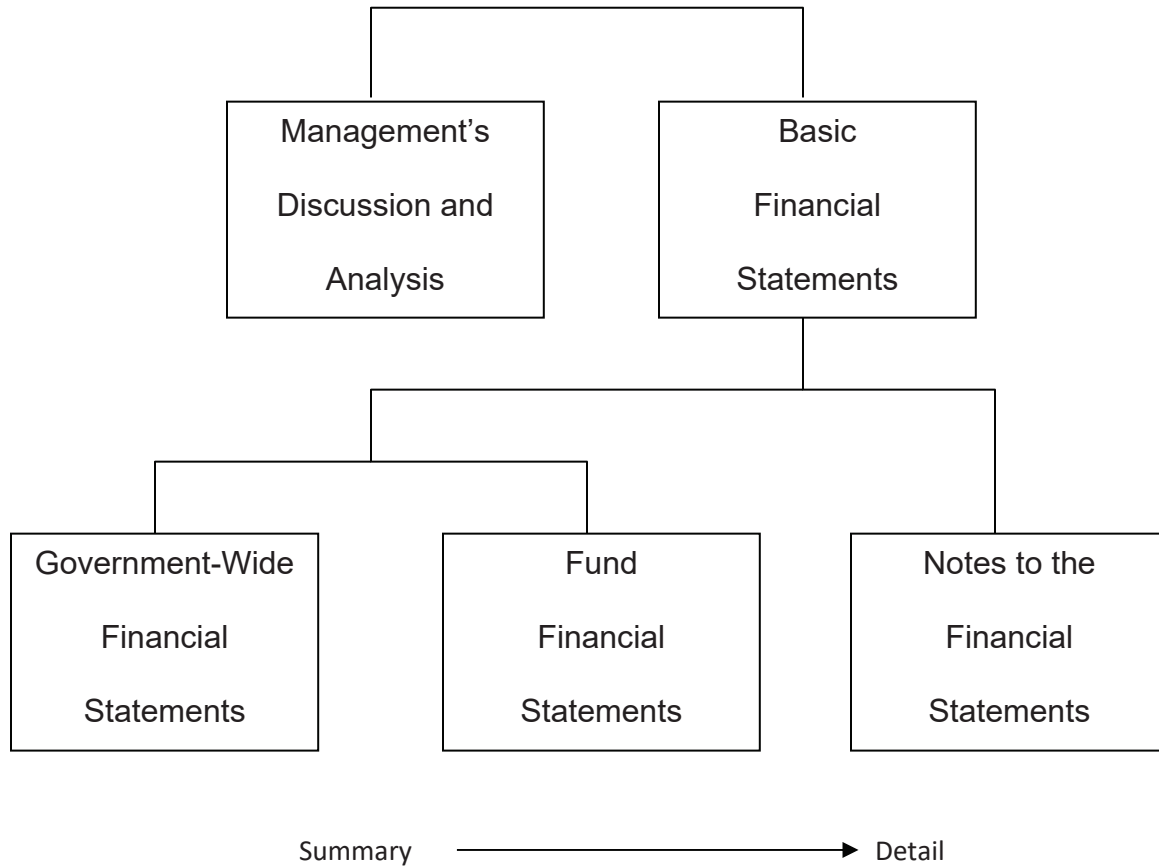 Management’s
Discussion and
Analysis
Basic
Financial
Statements
Government-Wide
Financial
Statements
Fund
Financial
Statements
Notes to the
Financial
Statements
Summary
Detail